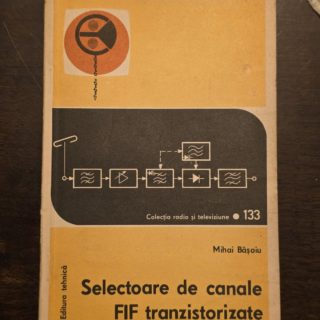 Colecția radio și televiziune • 133
Mihai Bășoiu
Selectoare de canale
FIF tranzistorizate
Editura tehnică